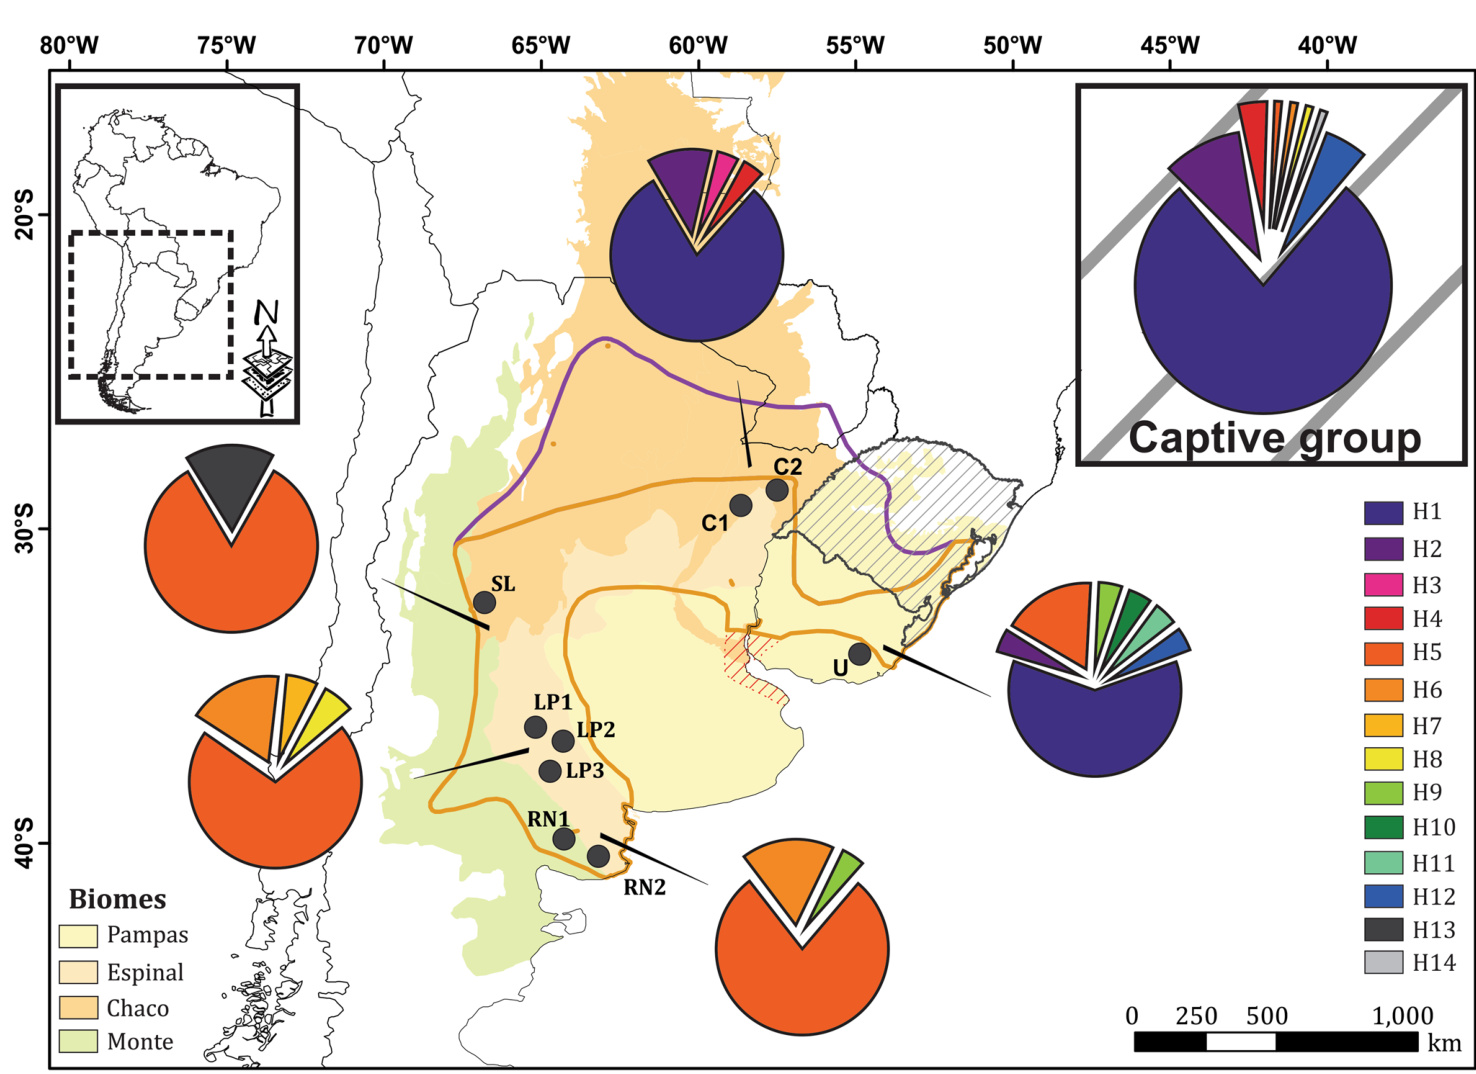 80°W 75°W 70°W 65°W 60°W 55°W 50°W 45°W 40°W
20°S
30°S
40°S
N
Captive group
C2
C1
SL
U
LP1
LP2
LP3
RN1
RN2
H1
H2
H3
H4
H5
H6
H7
H8
H9
H10
H11
H12
H13
H14
Biomes
Pampas
Espinal
Chaco
Monte
0 250 500 1,000
km